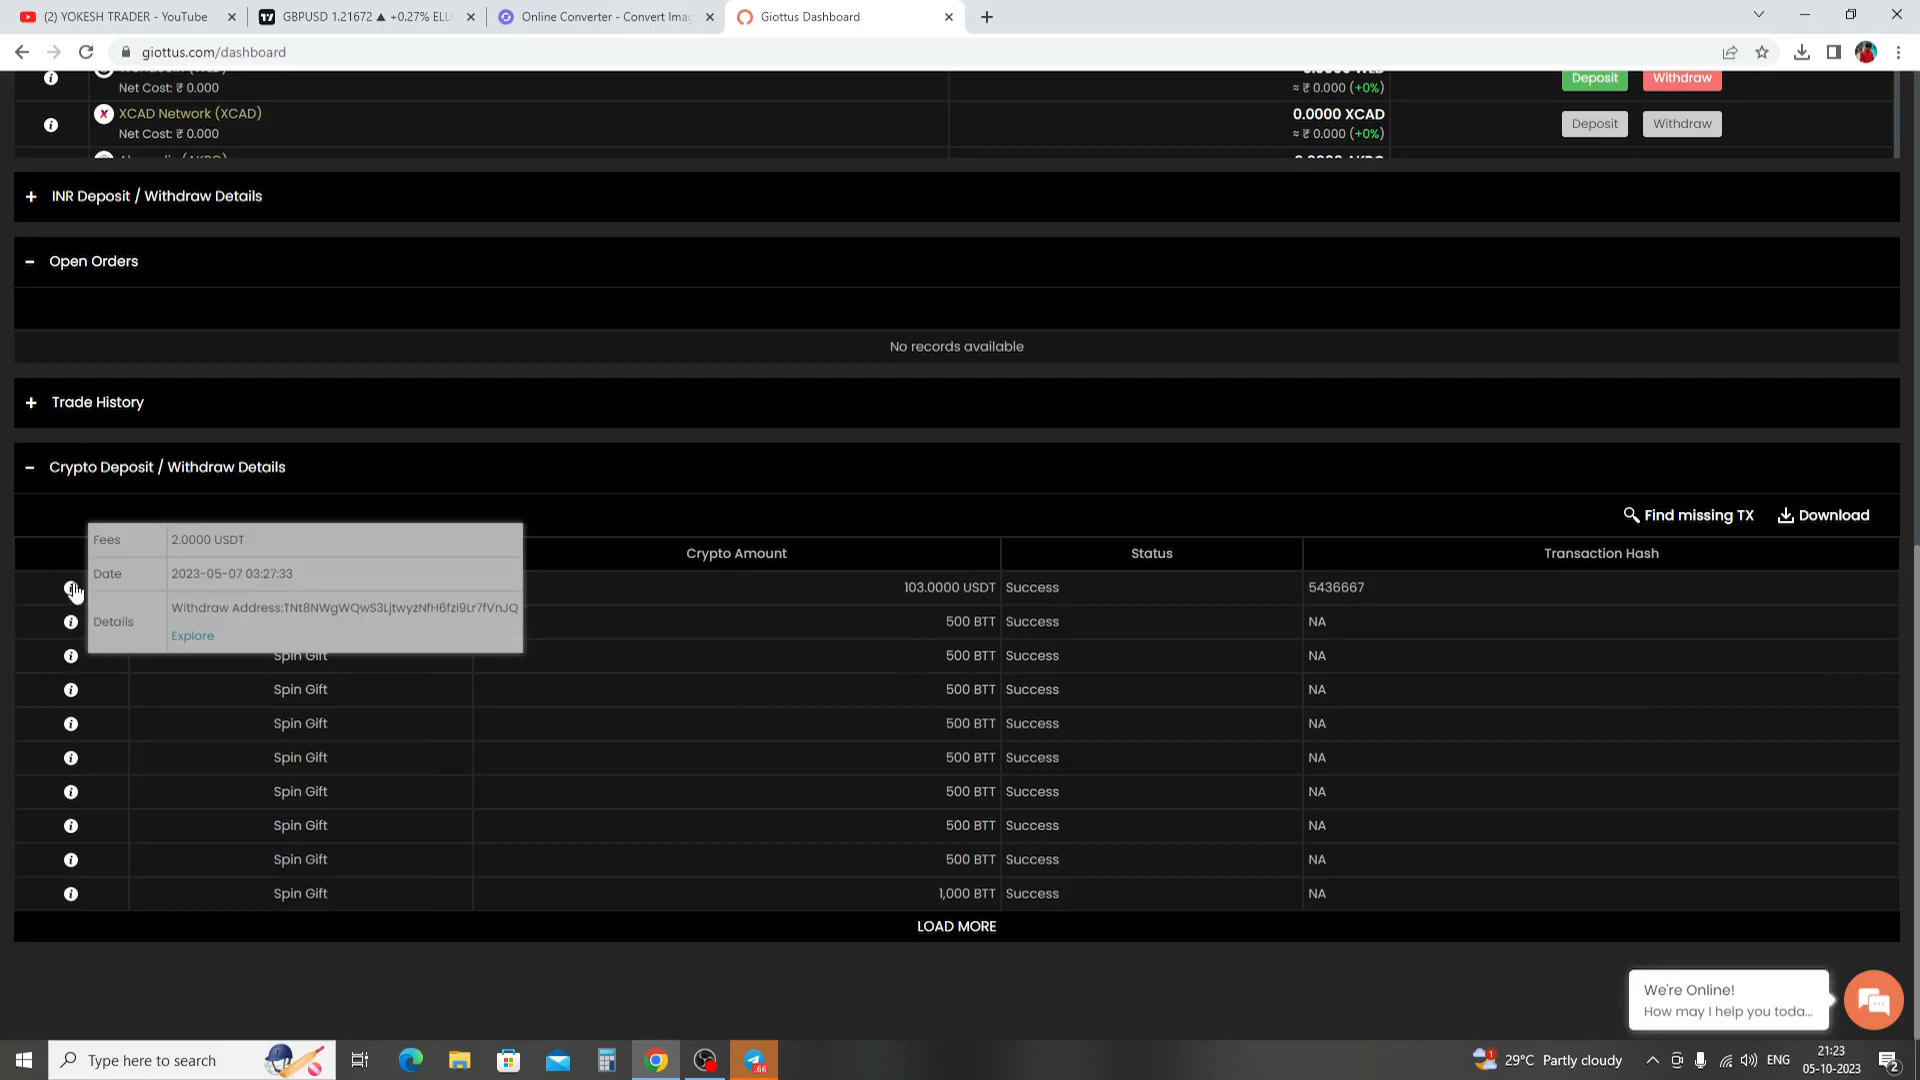 (2) YOKESH TRADER - YouTube
GBPUSD 1.21672 ▲ +0.27% ELLI
Online Converter - Convert Imag
Giottus Dashboard
giottus.com/dashboard
Net Cost: ₹ 0.000
≈ ₹ 0.000 (+0%)
Deposit
Withdraw
XCAD Network (XCAD)
Net Cost: ₹ 0.000
0.0000 XCAD
≈ ₹ 0.000 (+0%)
Deposit
Withdraw
+ INR Deposit / Withdraw Details
− Open Orders
No records available
+ Trade History
− Crypto Deposit / Withdraw Details
Find missing TX
Download
Crypto Amount
Status
Transaction Hash
Fees
2.0000 USDT
Date
2023-05-07 03:27:33
Details
Withdraw Address:TNt8NWgWQwS3LjtwyzNfH6fzi9Lr7fVnJQ
Explore
103.0000 USDT Success 5436667
500 BTT Success NA
Spin Gift 500 BTT Success NA
Spin Gift 500 BTT Success NA
Spin Gift 500 BTT Success NA
Spin Gift 500 BTT Success NA
Spin Gift 500 BTT Success NA
Spin Gift 500 BTT Success NA
Spin Gift 500 BTT Success NA
Spin Gift 1,000 BTT Success NA
LOAD MORE
We're Online!
How may I help you toda...
Type here to search
.66
1
29°C Partly cloudy
ENG
21:23
05-10-2023
2